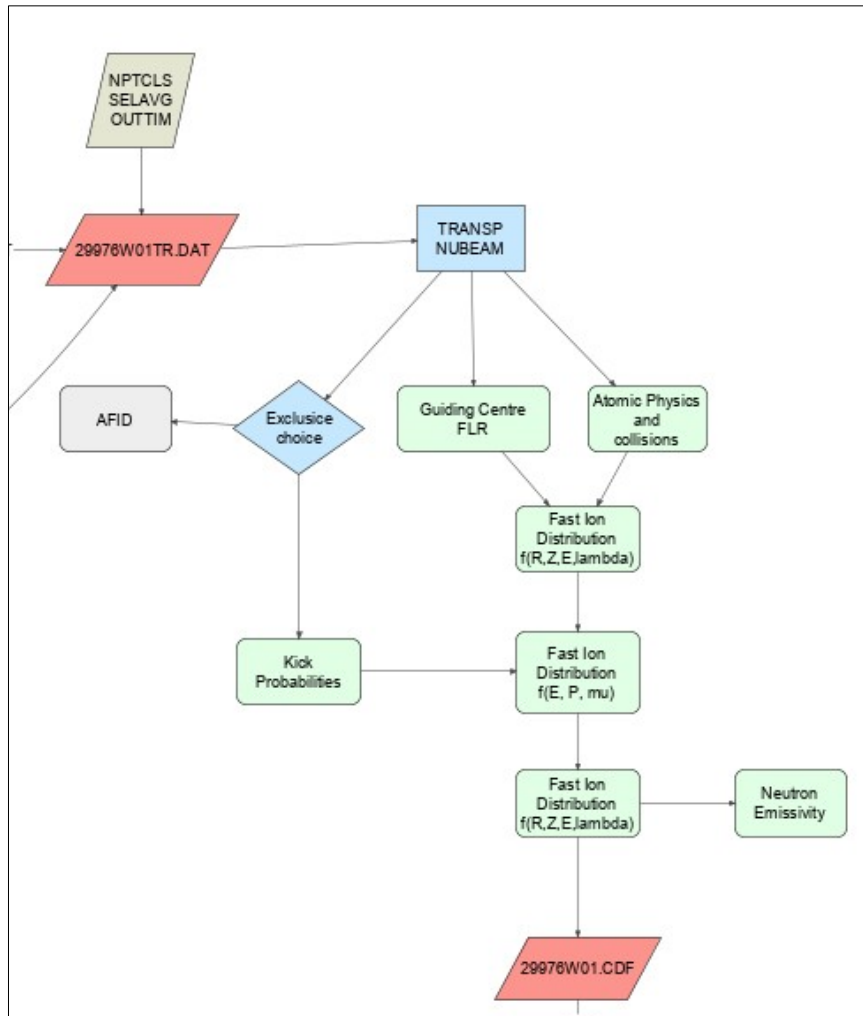 NPTCLS
SELAVG
OUTTIM
29976W01TR.DAT
TRANSP
NUBEAM
AFID
Exclusice
choice
Guiding Centre
FLR
Atomic Physics
and
collisions
Fast Ion
Distribution
f(R,Z,E,lambda)
Kick
Probabilities
Fast Ion
Distribution
f(E, P, mu)
Fast Ion
Distribution
f(R,Z,E,lambda)
Neutron
Emissivity
29976W01.CDF